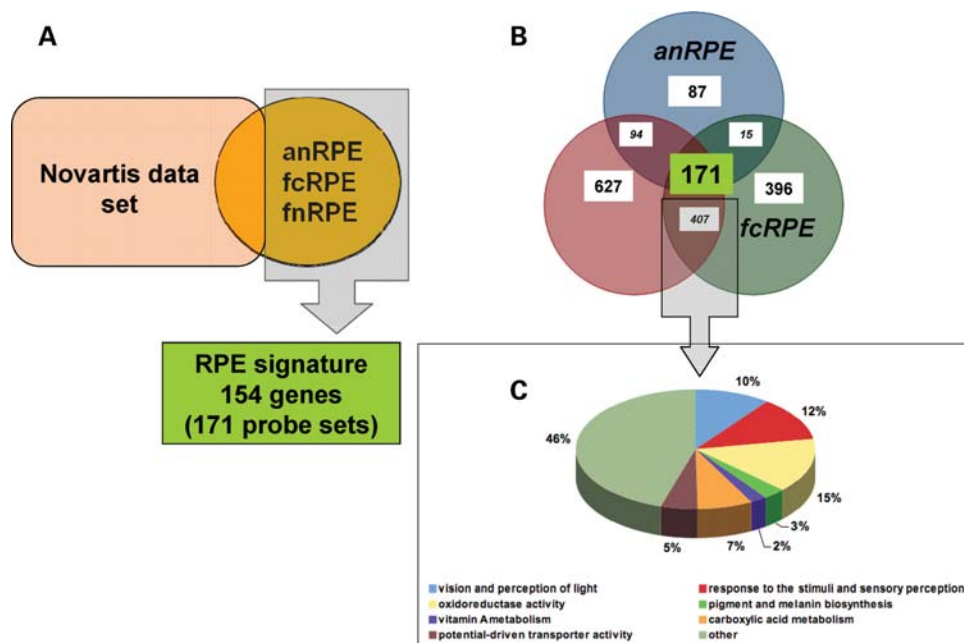 A
Novartis data
set
anRPE
fcRPE
fnRPE
RPE signature
154 genes
(171 probe sets)
B
anRPE
87
94
15
171
627
396
407
fcRPE
C
10%
12%
46%
15%
3%
2%
7%
5%
vision and perception of light
response to the stimuli and sensory perception
oxidoreductase activity
pigment and melanin biosynthesis
vitamin A metabolism
carboxylic acid metabolism
potential-driven transporter activity
other